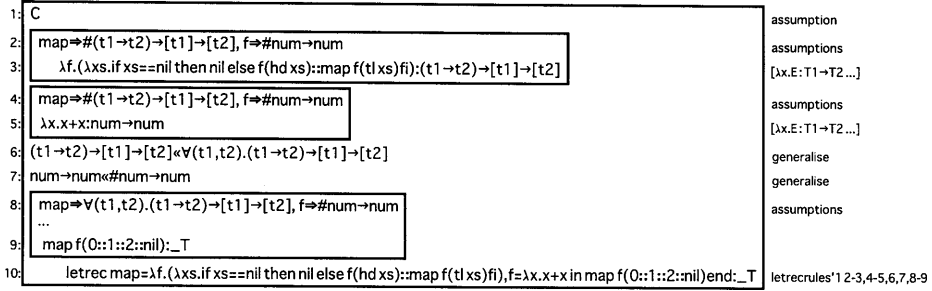 1: C assumption
2: map⇒#(t1→t2)→[t1]→[t2], f⇒#num→num assumptions
3: λf.(λxs.if xs==nil then nil else f(hd xs)::map f(tl xs)fi):(t1→t2)→[t1]→[t2] [λx.E:T1→T2 ...]
4: map⇒#(t1→t2)→[t1]→[t2], f⇒#num→num assumptions
5: λx.x+x:num→num [λx.E:T1→T2 ...]
6: (t1→t2)→[t1]→[t2]«∀(t1,t2).(t1→t2)→[t1]→[t2] generalise
7: num→num«#num→num generalise
8: map⇒∀(t1,t2).(t1→t2)→[t1]→[t2], f⇒#num→num assumptions
...
9: map f(0::1::2::nil):_T
10: letrec map=λf.(λxs.if xs==nil then nil else f(hd xs)::map f(tl xs)fi),f=λx.x+x in map f(0::1::2::nil)end:_T letrecrules'1 2-3,4-5,6,7,8-9